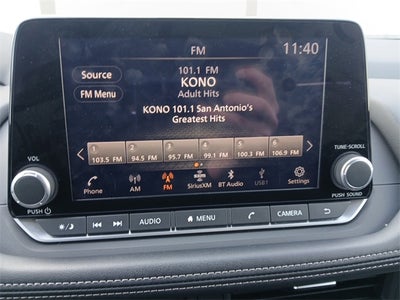 FM
11:40
Source
101.1 FM
KONO
FM Menu
Adult Hits
KONO 101.1 San Antonio's
Greatest Hits
1 2 3 4 5 6
103.5 FM 94.5 FM 95.7 FM 99.1 FM 100.3 FM 106.9 FM
VOL
TUNE·SCROLL
Phone AM FM SiriusXM BT Audio USB1 Settings
PUSH
PUSH SOUND
AUDIO MENU CAMERA